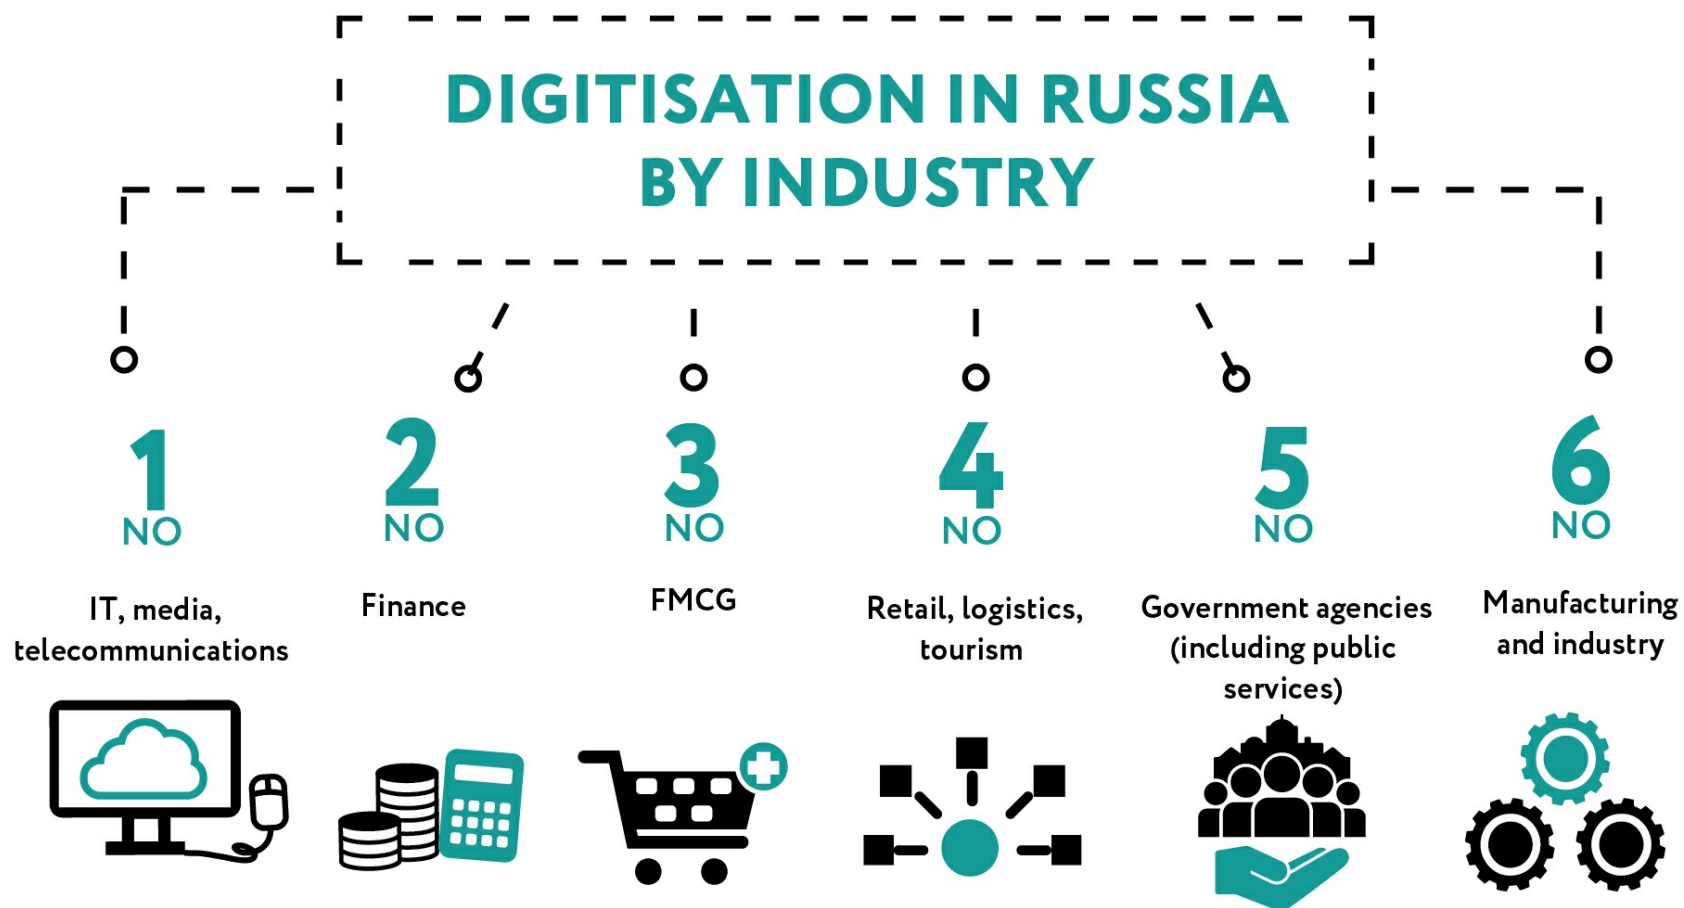 DIGITISATION IN RUSSIA
BY INDUSTRY
1
NO
IT, media,
telecommunications
2
NO
Finance
3
NO
FMCG
4
NO
Retail, logistics,
tourism
5
NO
Government agencies
(including public
services)
6
NO
Manufacturing
and industry